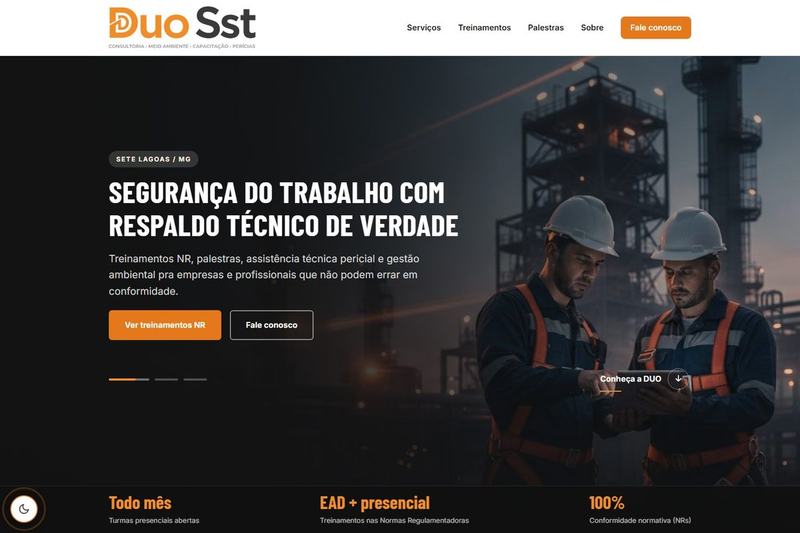 Duo Sst
CONSULTORIA • MEIO AMBIENTE • CAPACITAÇÃO • PERÍCIAS
Serviços
Treinamentos
Palestras
Sobre
Fale conosco
SETE LAGOAS / MG
SEGURANÇA DO TRABALHO COM
RESPALDO TÉCNICO DE VERDADE
Treinamentos NR, palestras, assistência técnica pericial e gestão
ambiental pra empresas e profissionais que não podem errar em
conformidade.
Ver treinamentos NR
Fale conosco
Conheça a DUO
Todo mês
Turmas presenciais abertas
EAD + presencial
Treinamentos nas Normas Regulamentadoras
100%
Conformidade normativa (NRs)